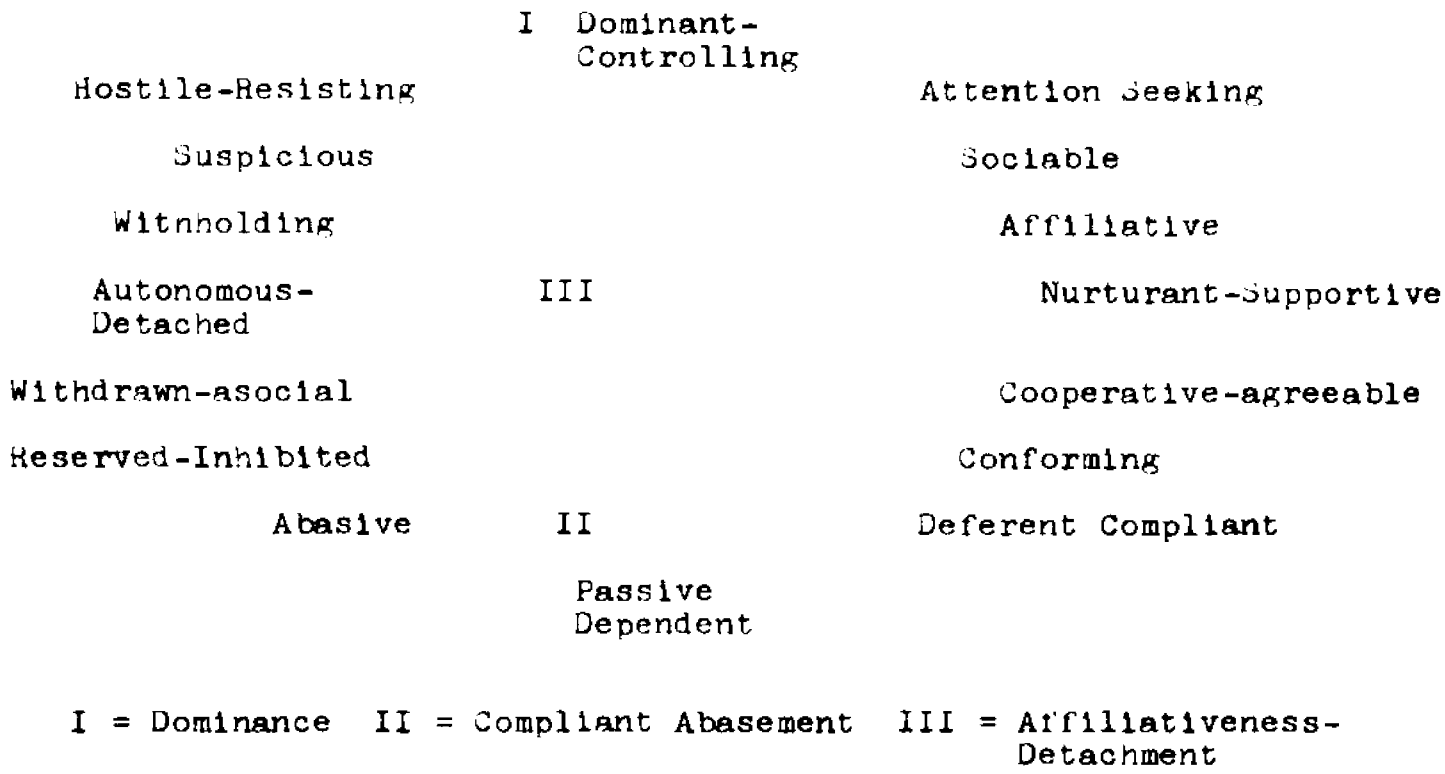 I Dominant-
Controlling
Hostile-Resisting Attention Seeking
Suspicious Sociable
Withholding Affiliative
Autonomous- III Nurturant-Supportive
Detached
Withdrawn-asocial Cooperative-agreeable
Reserved-Inhibited Conforming
Abasive II Deferent Compliant
Passive
Dependent
I = Dominance II = Compliant Abasement III = Affiliativeness-
Detachment